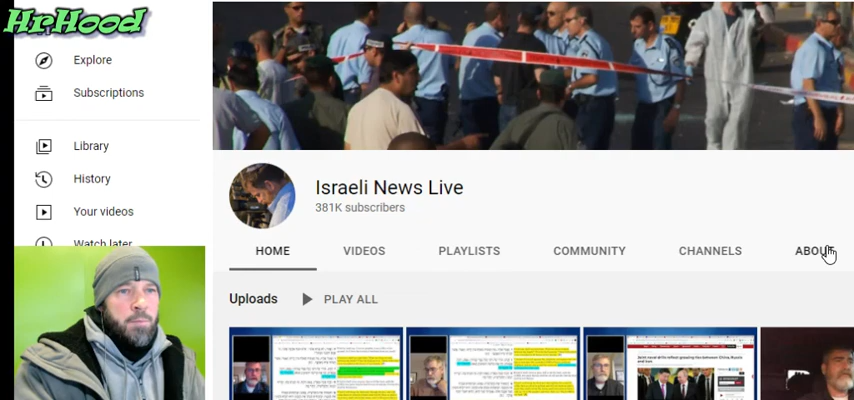 HrHood
Explore
Subscriptions
Library
History
Your videos
Watch later
Israeli News Live
381K subscribers
HOME
VIDEOS
PLAYLISTS
COMMUNITY
CHANNELS
ABOUT
Uploads
PLAY ALL